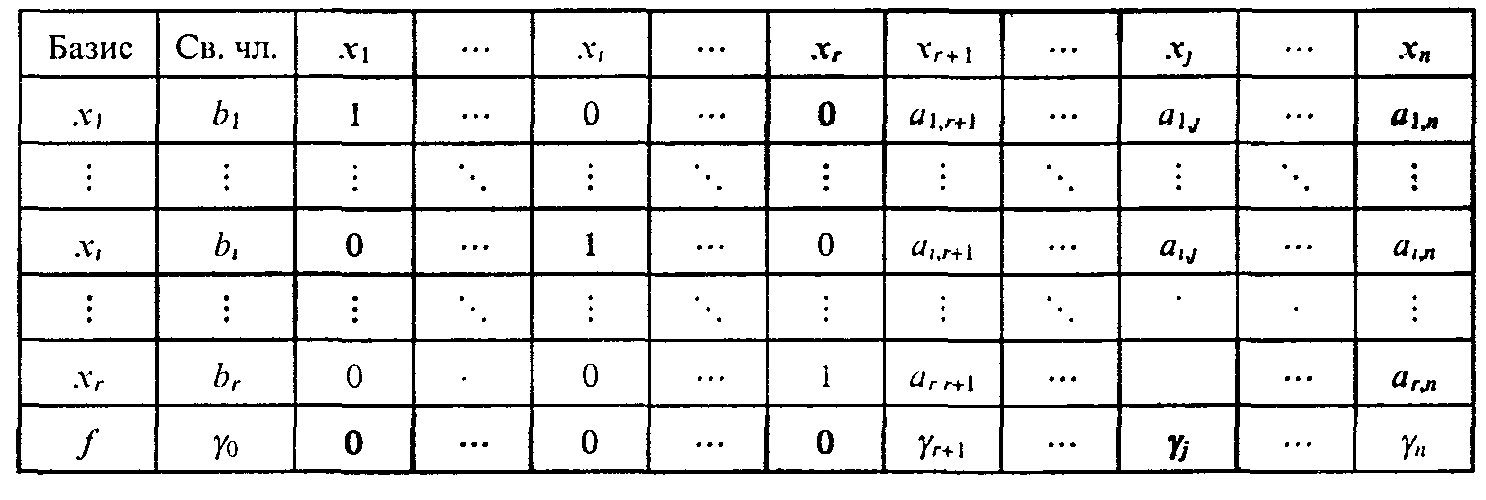 Базис Св. чл. x₁ ... xᵢ ... xᵣ xᵣ₊₁ ... xⱼ ... xₙ
x₁ b₁ 1 ... 0 ... 0 a₁,ᵣ₊₁ ... a₁,ⱼ ... a₁,ₙ
⋮ ⋮ ⋮ ⋱ ⋮ ⋱ ⋮ ⋮ ⋱ ⋮ ⋱ ⋮
xᵢ bᵢ 0 ... 1 ... 0 aᵢ,ᵣ₊₁ ... aᵢ,ⱼ ... aᵢ,ₙ
⋮ ⋮ ⋮ ⋱ ⋮ ⋱ ⋮ ⋮ ⋱ . . ⋮
xᵣ bᵣ 0 . 0 ... 1 aᵣ ᵣ₊₁ ... ... aᵣ,ₙ
f γ₀ 0 ... 0 ... 0 γᵣ₊₁ ... γⱼ ... γₙ